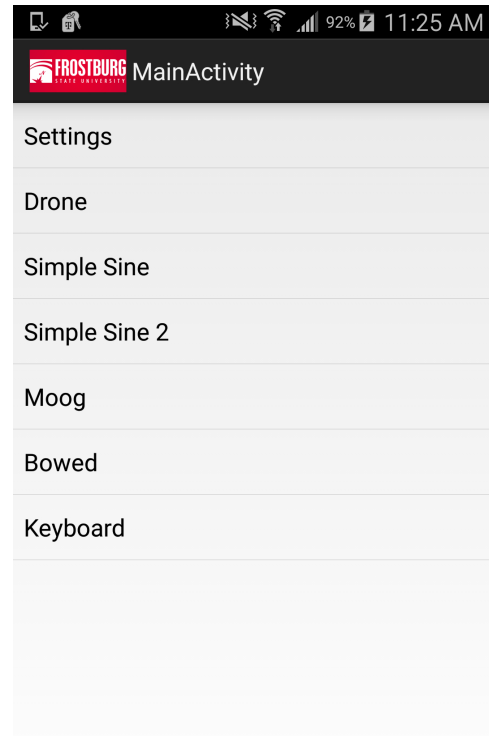 92% 11:25 AM
FROSTBURG
STATE UNIVERSITY
MainActivity
Settings
Drone
Simple Sine
Simple Sine 2
Moog
Bowed
Keyboard